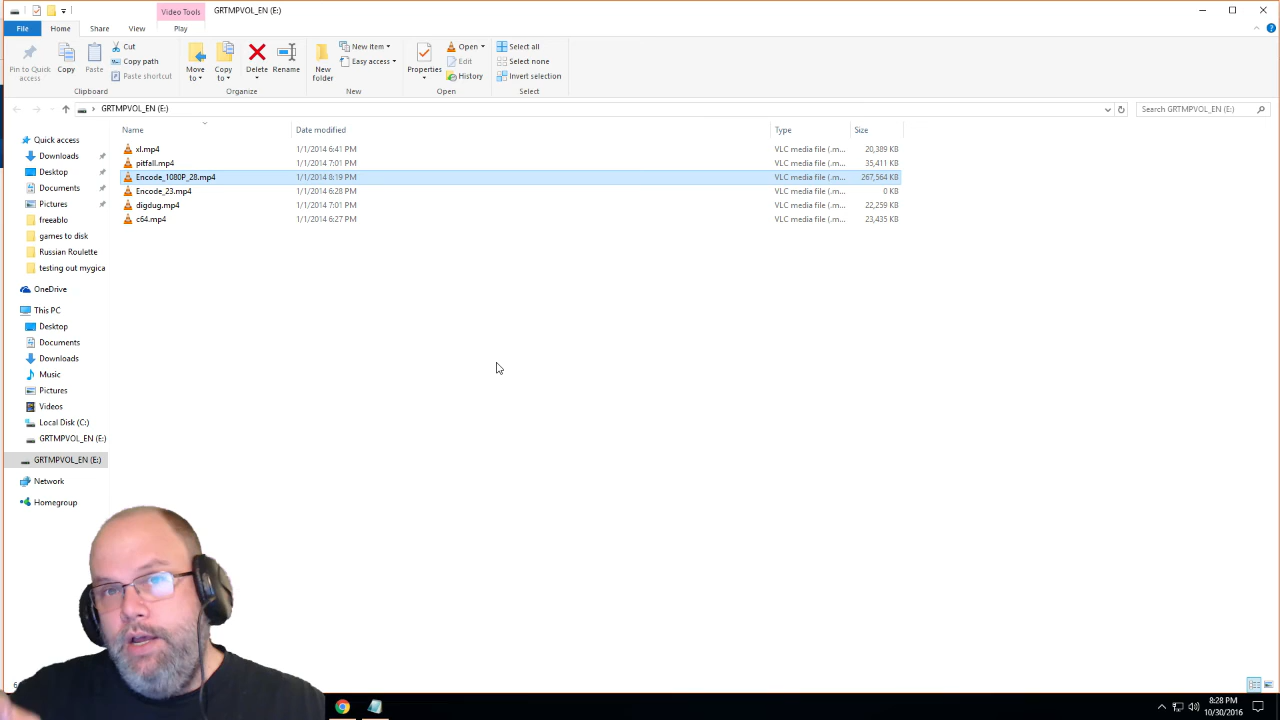 Video Tools
GRTMPVOL_EN (E:)
File
Home
Share
View
Play
Pin to Quick access
Copy
Paste
Cut
Copy path
Paste shortcut
Clipboard
Move to
Copy to
Delete
Rename
Organize
New folder
New item
Easy access
New
Properties
Open
Edit
History
Open
Select all
Select none
Invert selection
Select
GRTMPVOL_EN (E:)
Search GRTMPVOL_EN (E:)
Name
Date modified
Type
Size
xl.mp4 1/1/2014 6:41 PM VLC media file (.m... 20,389 KB
pitfall.mp4 1/1/2014 7:01 PM VLC media file (.m... 35,411 KB
Encode_1080P_28.mp4 1/1/2014 8:19 PM VLC media file (.m... 267,564 KB
Encode_23.mp4 1/1/2014 6:28 PM VLC media file (.m... 0 KB
digdug.mp4 1/1/2014 7:01 PM VLC media file (.m... 22,259 KB
c64.mp4 1/1/2014 6:27 PM VLC media file (.m... 23,435 KB
Quick access
Downloads
Desktop
Documents
Pictures
freeablo
games to disk
Russian Roulette
testing out mygica
OneDrive
This PC
Desktop
Documents
Downloads
Music
Pictures
Videos
Local Disk (C:)
GRTMPVOL_EN (E:)
GRTMPVOL_EN (E:)
Network
Homegroup
8:28 PM
10/30/2016